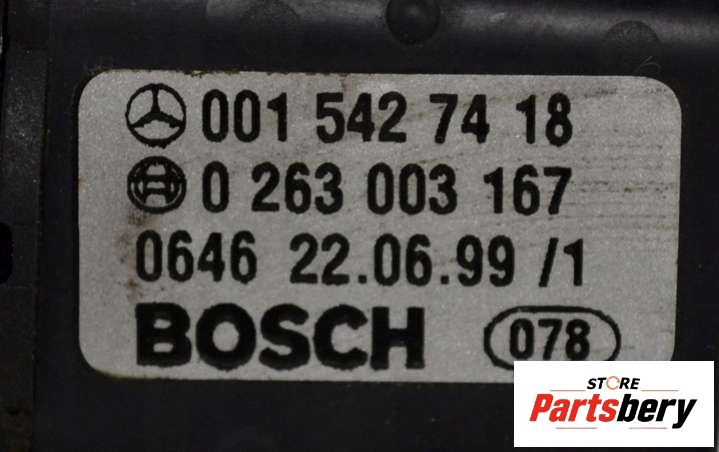 001 542 74 18
0 263 003 167
0646 22.06.99 /1
BOSCH 078
STORE
Partsbery